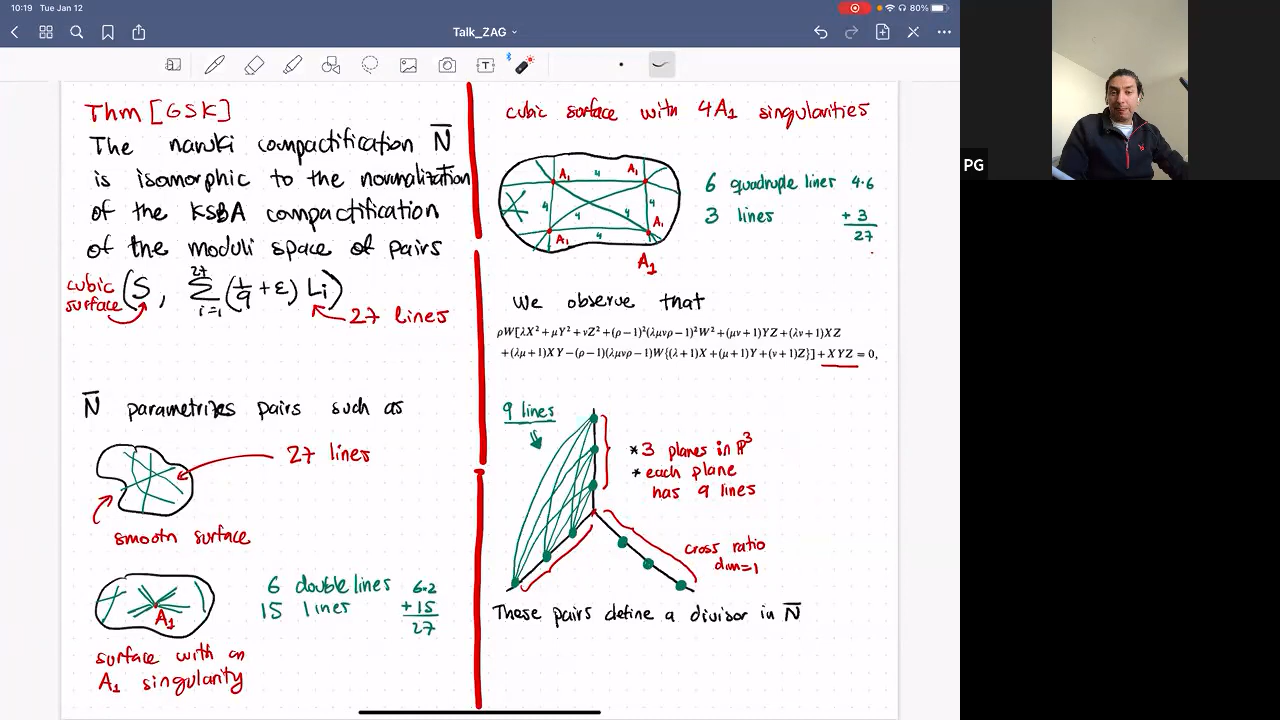 10:19 Tue Jan 12
80%
Talk_ZAG
Thm [GSK]
The naruki compactification N̅
is isomorphic to the normalization
of the KSBA compactification
of the moduli space of pairs
cubic surface (S, ∑_{i=1}^{27} (1/9 + ε) Li)
27 lines
N̅ parametrizes pairs such as
27 lines
smooth surface
6 double lines 6·2
15 lines + 15
27
A₁
surface with an
A₁ singularity
cubic surface with 4A₁ singularities
A₁ 4 A₁
4 4 4 4
A₁ 4 A₁
A₁
6 quadruple lines 4·6
3 lines + 3
27
We observe that
ρW[λX²+μY²+νZ²+(ρ−1)²(λμνρ−1)²W²+(μν+1)YZ+(λν+1)XZ
+(λμ+1)XY−(ρ−1)(λμνρ−1)W{(λ+1)X+(μ+1)Y+(ν+1)Z}]+XYZ=0,
9 lines
* 3 planes in P³
* each plane
has 9 lines
cross ratio
dim=1
These pairs define a divisor in N̅
PG